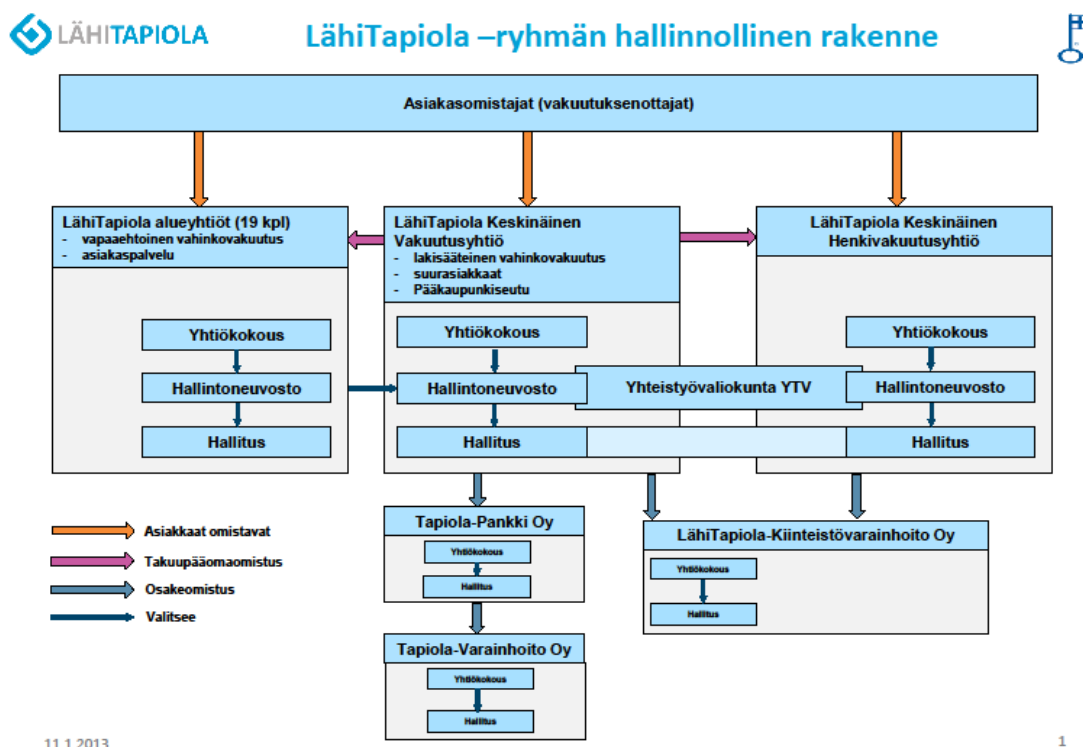 LÄHITAPIOLA
LähiTapiola –ryhmän hallinnollinen rakenne
Asiakasomistajat (vakuutuksenottajat)
LähiTapiola alueyhtiöt (19 kpl)
- vapaaehtoinen vahinkovakuutus
- asiakaspalvelu
Yhtiökokous
Hallintoneuvosto
Hallitus
LähiTapiola Keskinäinen
Vakuutusyhtiö
- lakisääteinen vahinkovakuutus
- suurasiakkaat
- Pääkaupunkiseutu
Yhtiökokous
Hallintoneuvosto
Hallitus
Yhteistyövaliokunta YTV
LähiTapiola Keskinäinen
Henkivakuutusyhtiö
Yhtiökokous
Hallintoneuvosto
Hallitus
Asiakkaat omistavat
Takuupääomaomistus
Osakeomistus
Valitsee
Tapiola-Pankki Oy
Yhtiökokous
Hallitus
Tapiola-Varainhoito Oy
Yhtiökokous
Hallitus
LähiTapiola-Kiinteistövarainhoito Oy
Yhtiökokous
Hallitus
11.1.2013
1